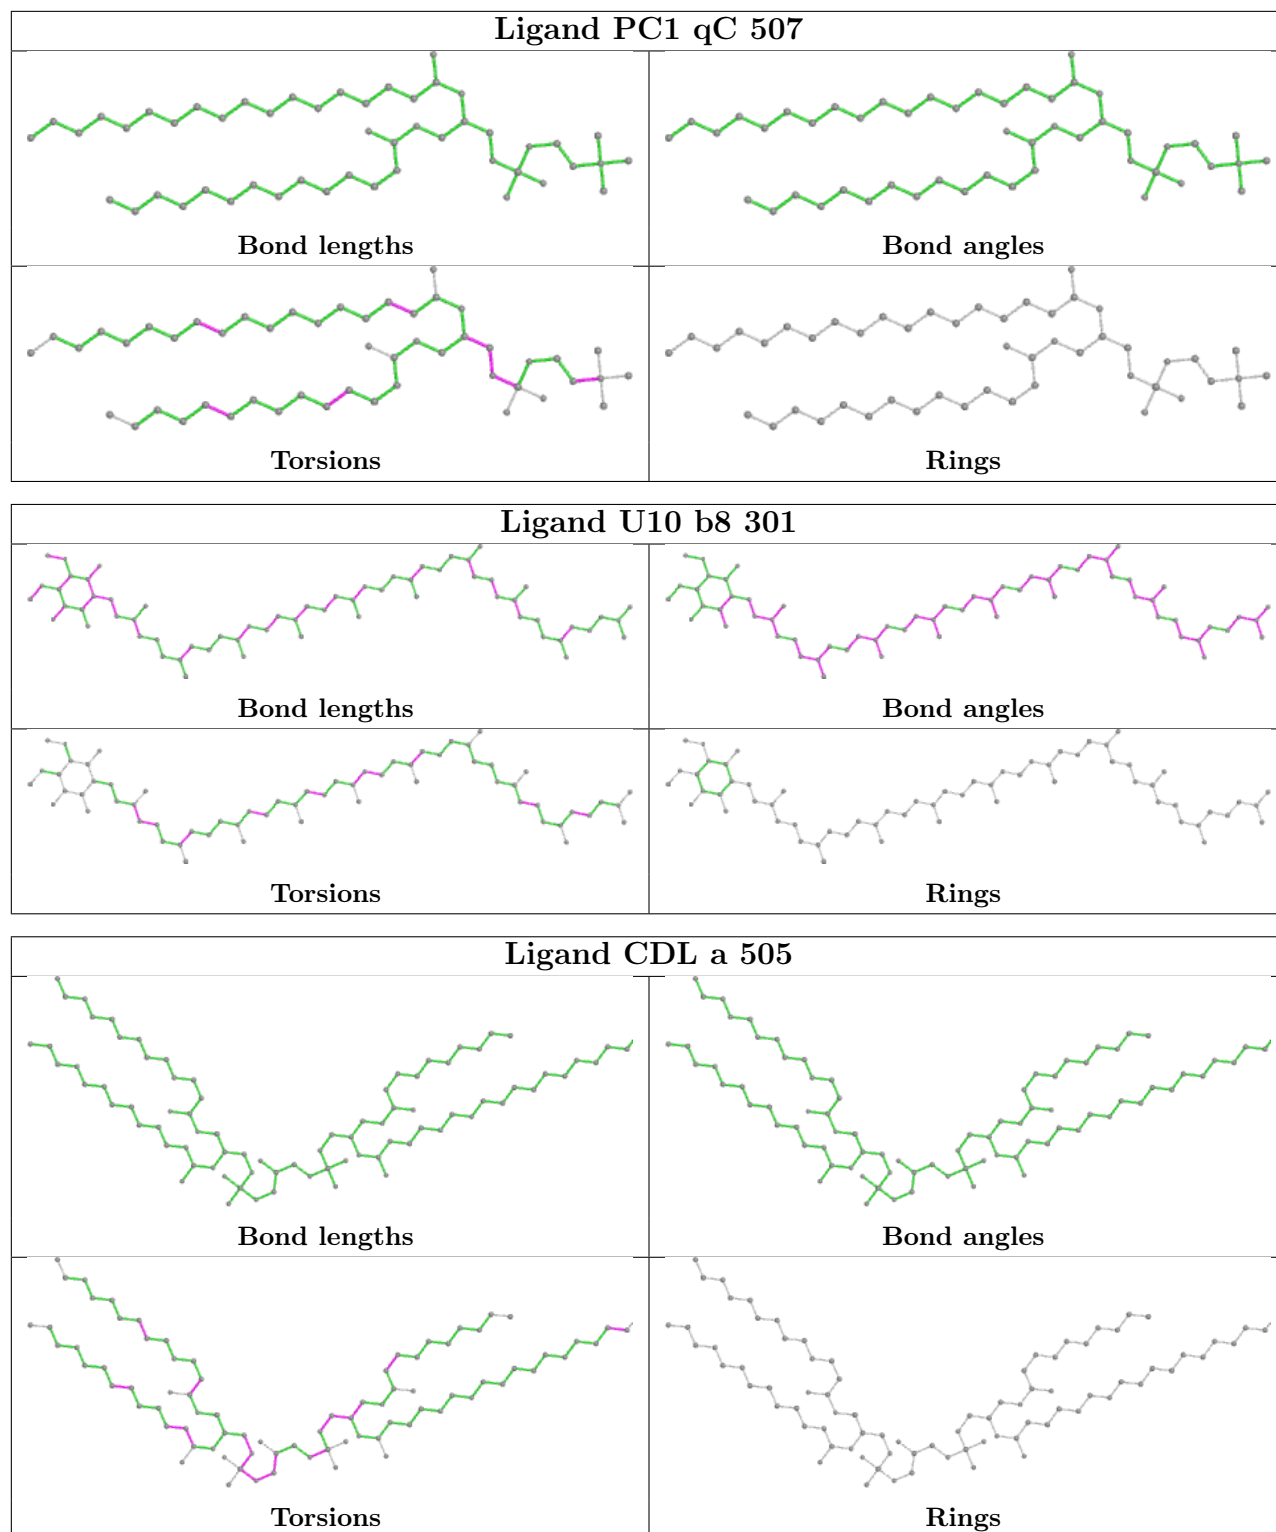 Ligand PC1 qC 507
Bond lengths
Bond angles
Torsions
Rings
Ligand U10 b8 301
Bond lengths
Bond angles
Torsions
Rings
Ligand CDL a 505
Bond lengths
Bond angles
Torsions
Rings